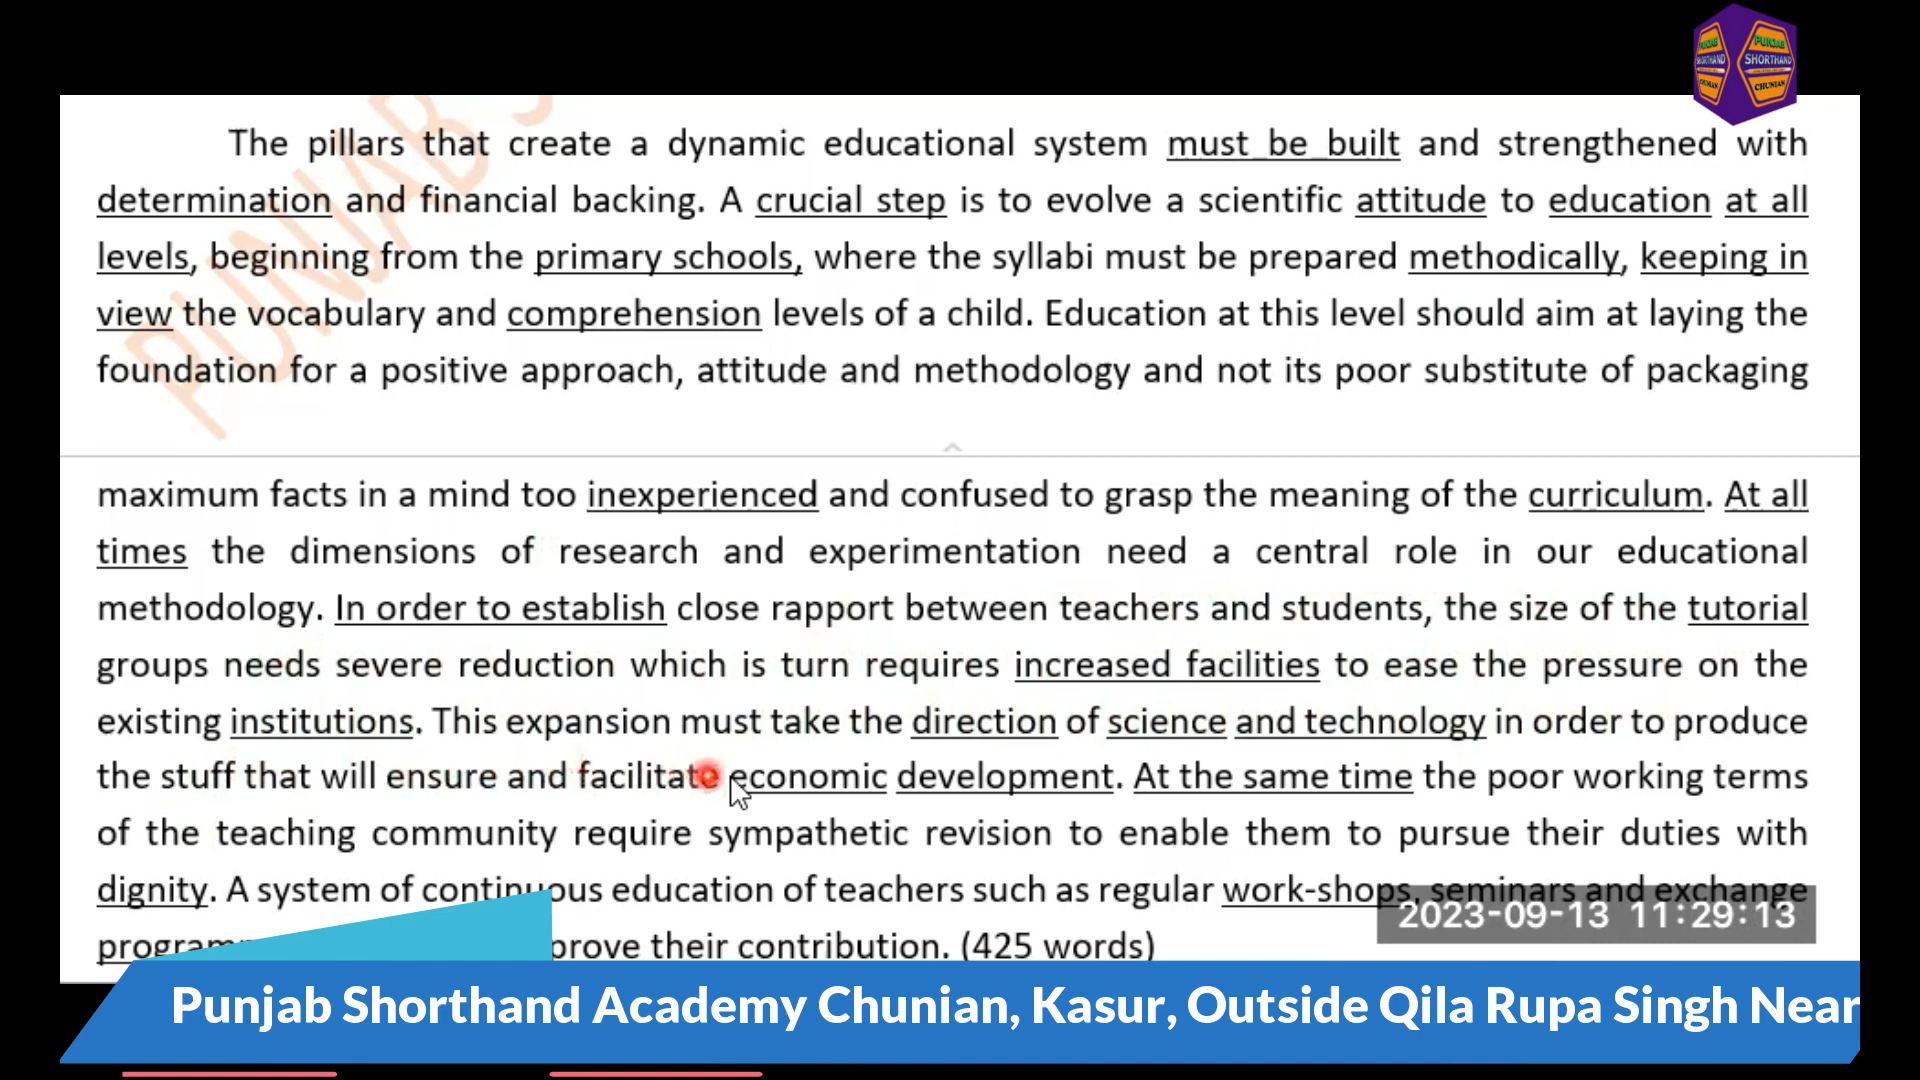 PUNJAB
SHORTHAND
CHUNIAN
PUNJAB
SHORTHAND
CHUNIAN
The pillars that create a dynamic educational system must be built and strengthened with
determination and financial backing. A crucial step is to evolve a scientific attitude to education at all
levels, beginning from the primary schools, where the syllabi must be prepared methodically, keeping in
view the vocabulary and comprehension levels of a child. Education at this level should aim at laying the
foundation for a positive approach, attitude and methodology and not its poor substitute of packaging
PUNJAB S
maximum facts in a mind too inexperienced and confused to grasp the meaning of the curriculum. At all
times the dimensions of research and experimentation need a central role in our educational
methodology. In order to establish close rapport between teachers and students, the size of the tutorial
groups needs severe reduction which is turn requires increased facilities to ease the pressure on the
existing institutions. This expansion must take the direction of science and technology in order to produce
the stuff that will ensure and facilitate economic development. At the same time the poor working terms
of the teaching community require sympathetic revision to enable them to pursue their duties with
dignity. A system of continuous education of teachers such as regular work-shops, seminars and exchange
prove their contribution. (425 words)
2023-09-13 11:29:13
Punjab Shorthand Academy Chunian, Kasur, Outside Qila Rupa Singh Near